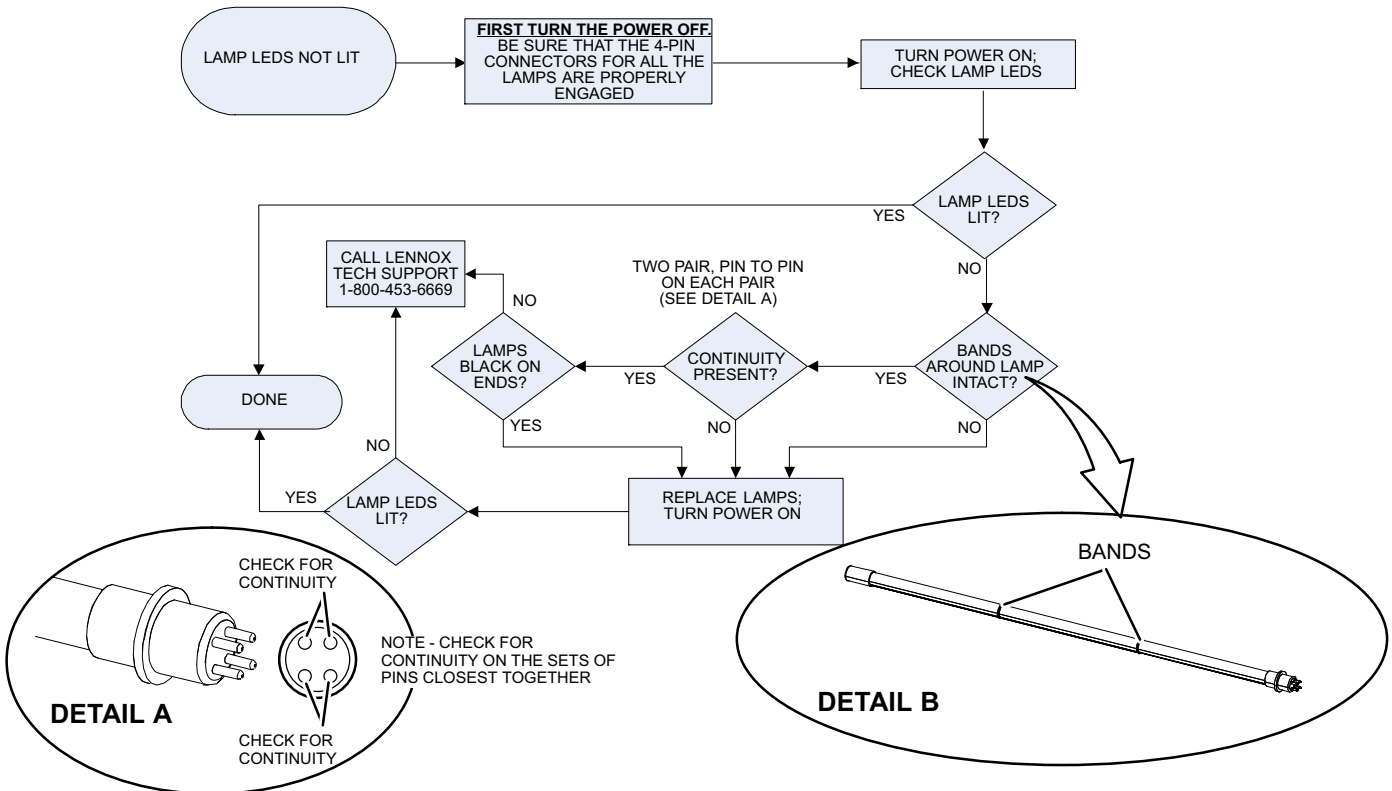 LAMP LEDS NOT LIT
FIRST TURN THE POWER OFF.
BE SURE THAT THE 4-PIN
CONNECTORS FOR ALL THE
LAMPS ARE PROPERLY
ENGAGED
TURN POWER ON;
CHECK LAMP LEDS
LAMP LEDS
LIT?
YES
NO
CALL LENNOX
TECH SUPPORT
1-800-453-6669
TWO PAIR, PIN TO PIN
ON EACH PAIR
(SEE DETAIL A)
NO
LAMPS
BLACK ON
ENDS?
YES
CONTINUITY
PRESENT?
YES
BANDS
AROUND LAMP
INTACT?
DONE
YES
NO
NO
NO
YES
LAMP LEDS
LIT?
REPLACE LAMPS;
TURN POWER ON
CHECK FOR
CONTINUITY
NOTE - CHECK FOR
CONTINUITY ON THE SETS OF
PINS CLOSEST TOGETHER
DETAIL A
CHECK FOR
CONTINUITY
BANDS
DETAIL B